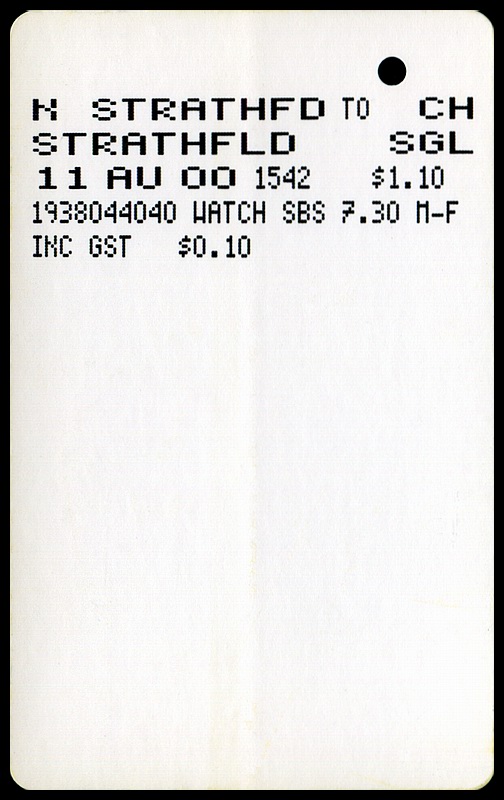 N STRATHFD TO CH
STRATHFLD SGL
11 AU 00 1542 $1.10
1938044040 WATCH SBS 7.30 M-F
INC GST $0.10